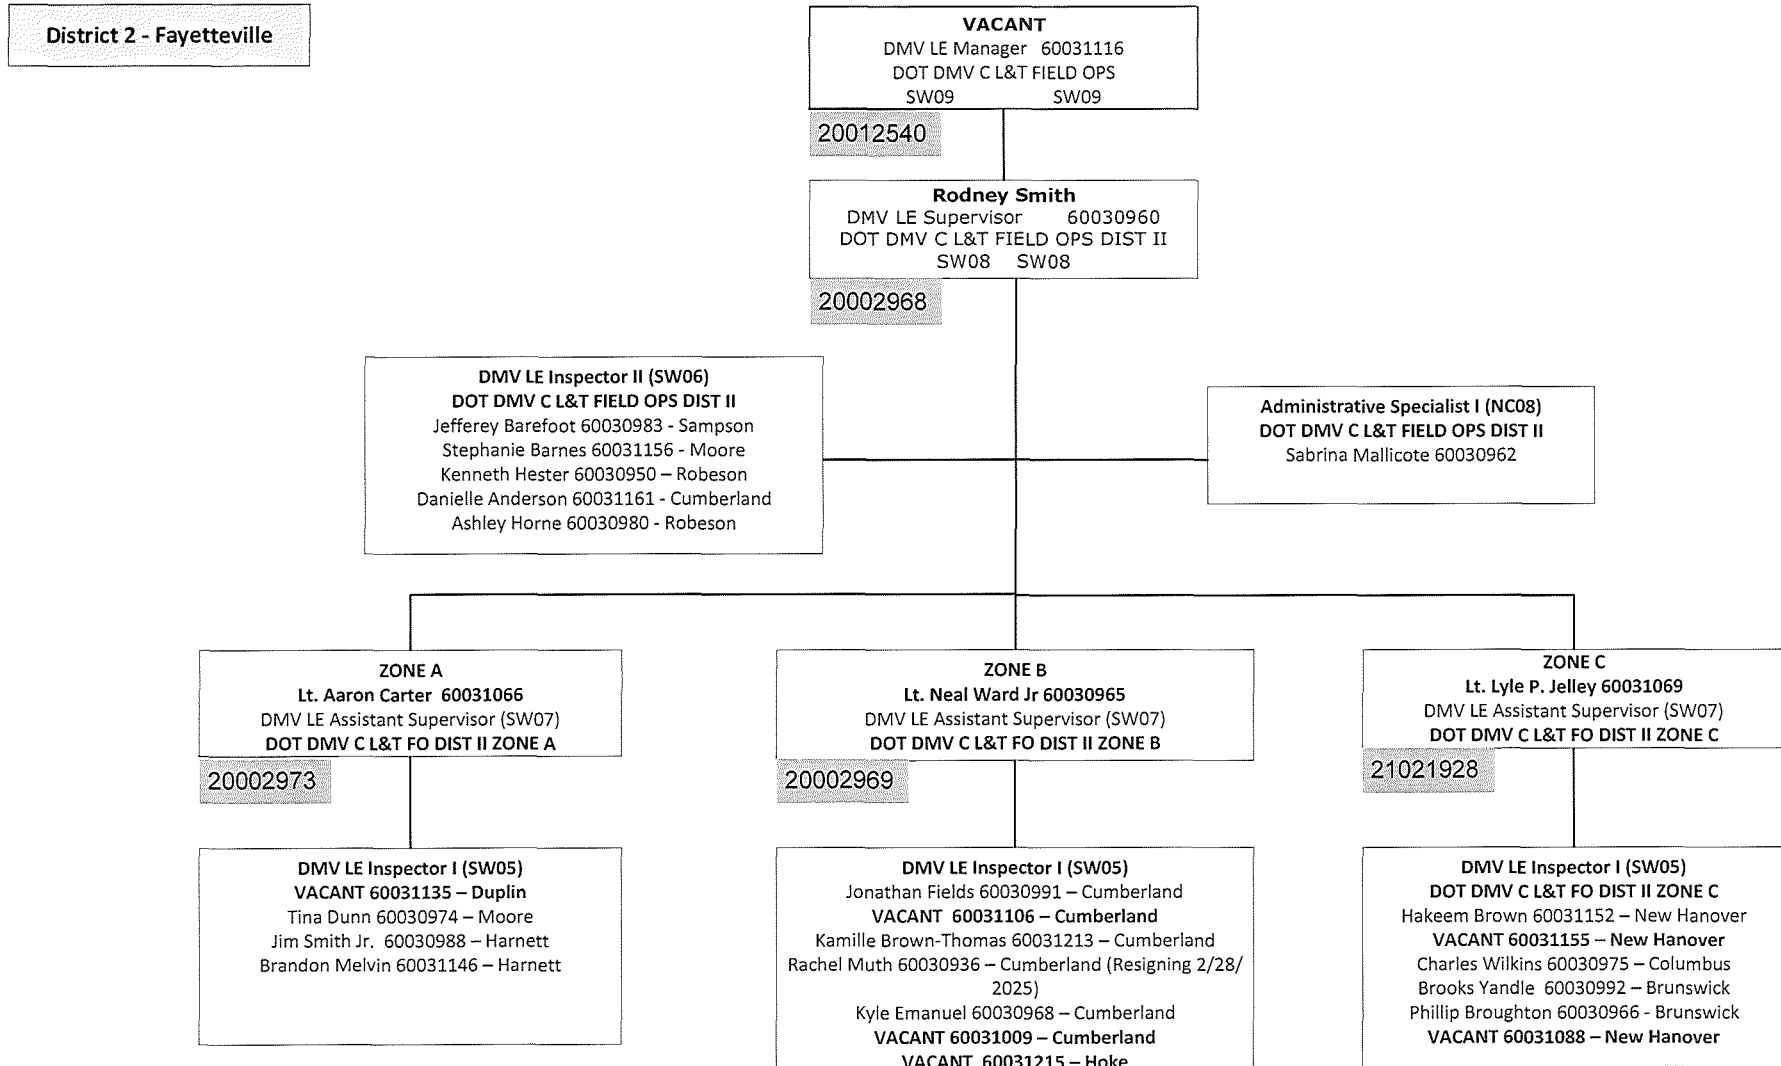 District 2 - Fayetteville
VACANT
DMV LE Manager 60031116
DOT DMV C L&T FIELD OPS
SW09 SW09
20012540
Rodney Smith
DMV LE Supervisor 60030960
DOT DMV C L&T FIELD OPS DIST II
SW08 SW08
20002968
DMV LE Inspector II (SW06)
DOT DMV C L&T FIELD OPS DIST II
Jefferey Barefoot 60030983 - Sampson
Stephanie Barnes 60031156 - Moore
Kenneth Hester 60030950 – Robeson
Danielle Anderson 60031161 - Cumberland
Ashley Horne 60030980 - Robeson
Administrative Specialist I (NC08)
DOT DMV C L&T FIELD OPS DIST II
Sabrina Mallicote 60030962
ZONE A
Lt. Aaron Carter 60031066
DMV LE Assistant Supervisor (SW07)
DOT DMV C L&T FO DIST II ZONE A
20002973
ZONE B
Lt. Neal Ward Jr 60030965
DMV LE Assistant Supervisor (SW07)
DOT DMV C L&T FO DIST II ZONE B
20002969
ZONE C
Lt. Lyle P. Jelley 60031069
DMV LE Assistant Supervisor (SW07)
DOT DMV C L&T FO DIST II ZONE C
21021928
DMV LE Inspector I (SW05)
VACANT 60031135 – Duplin
Tina Dunn 60030974 – Moore
Jim Smith Jr. 60030988 – Harnett
Brandon Melvin 60031146 – Harnett
DMV LE Inspector I (SW05)
Jonathan Fields 60030991 – Cumberland
VACANT 60031106 – Cumberland
Kamille Brown-Thomas 60031213 – Cumberland
Rachel Muth 60030936 – Cumberland (Resigning 2/28/
2025)
Kyle Emanuel 60030968 – Cumberland
VACANT 60031009 – Cumberland
VACANT 60031215 – Hoke
DMV LE Inspector I (SW05)
DOT DMV C L&T FO DIST II ZONE C
Hakeem Brown 60031152 – New Hanover
VACANT 60031155 – New Hanover
Charles Wilkins 60030975 – Columbus
Brooks Yandle 60030992 – Brunswick
Phillip Broughton 60030966 - Brunswick
VACANT 60031088 – New Hanover